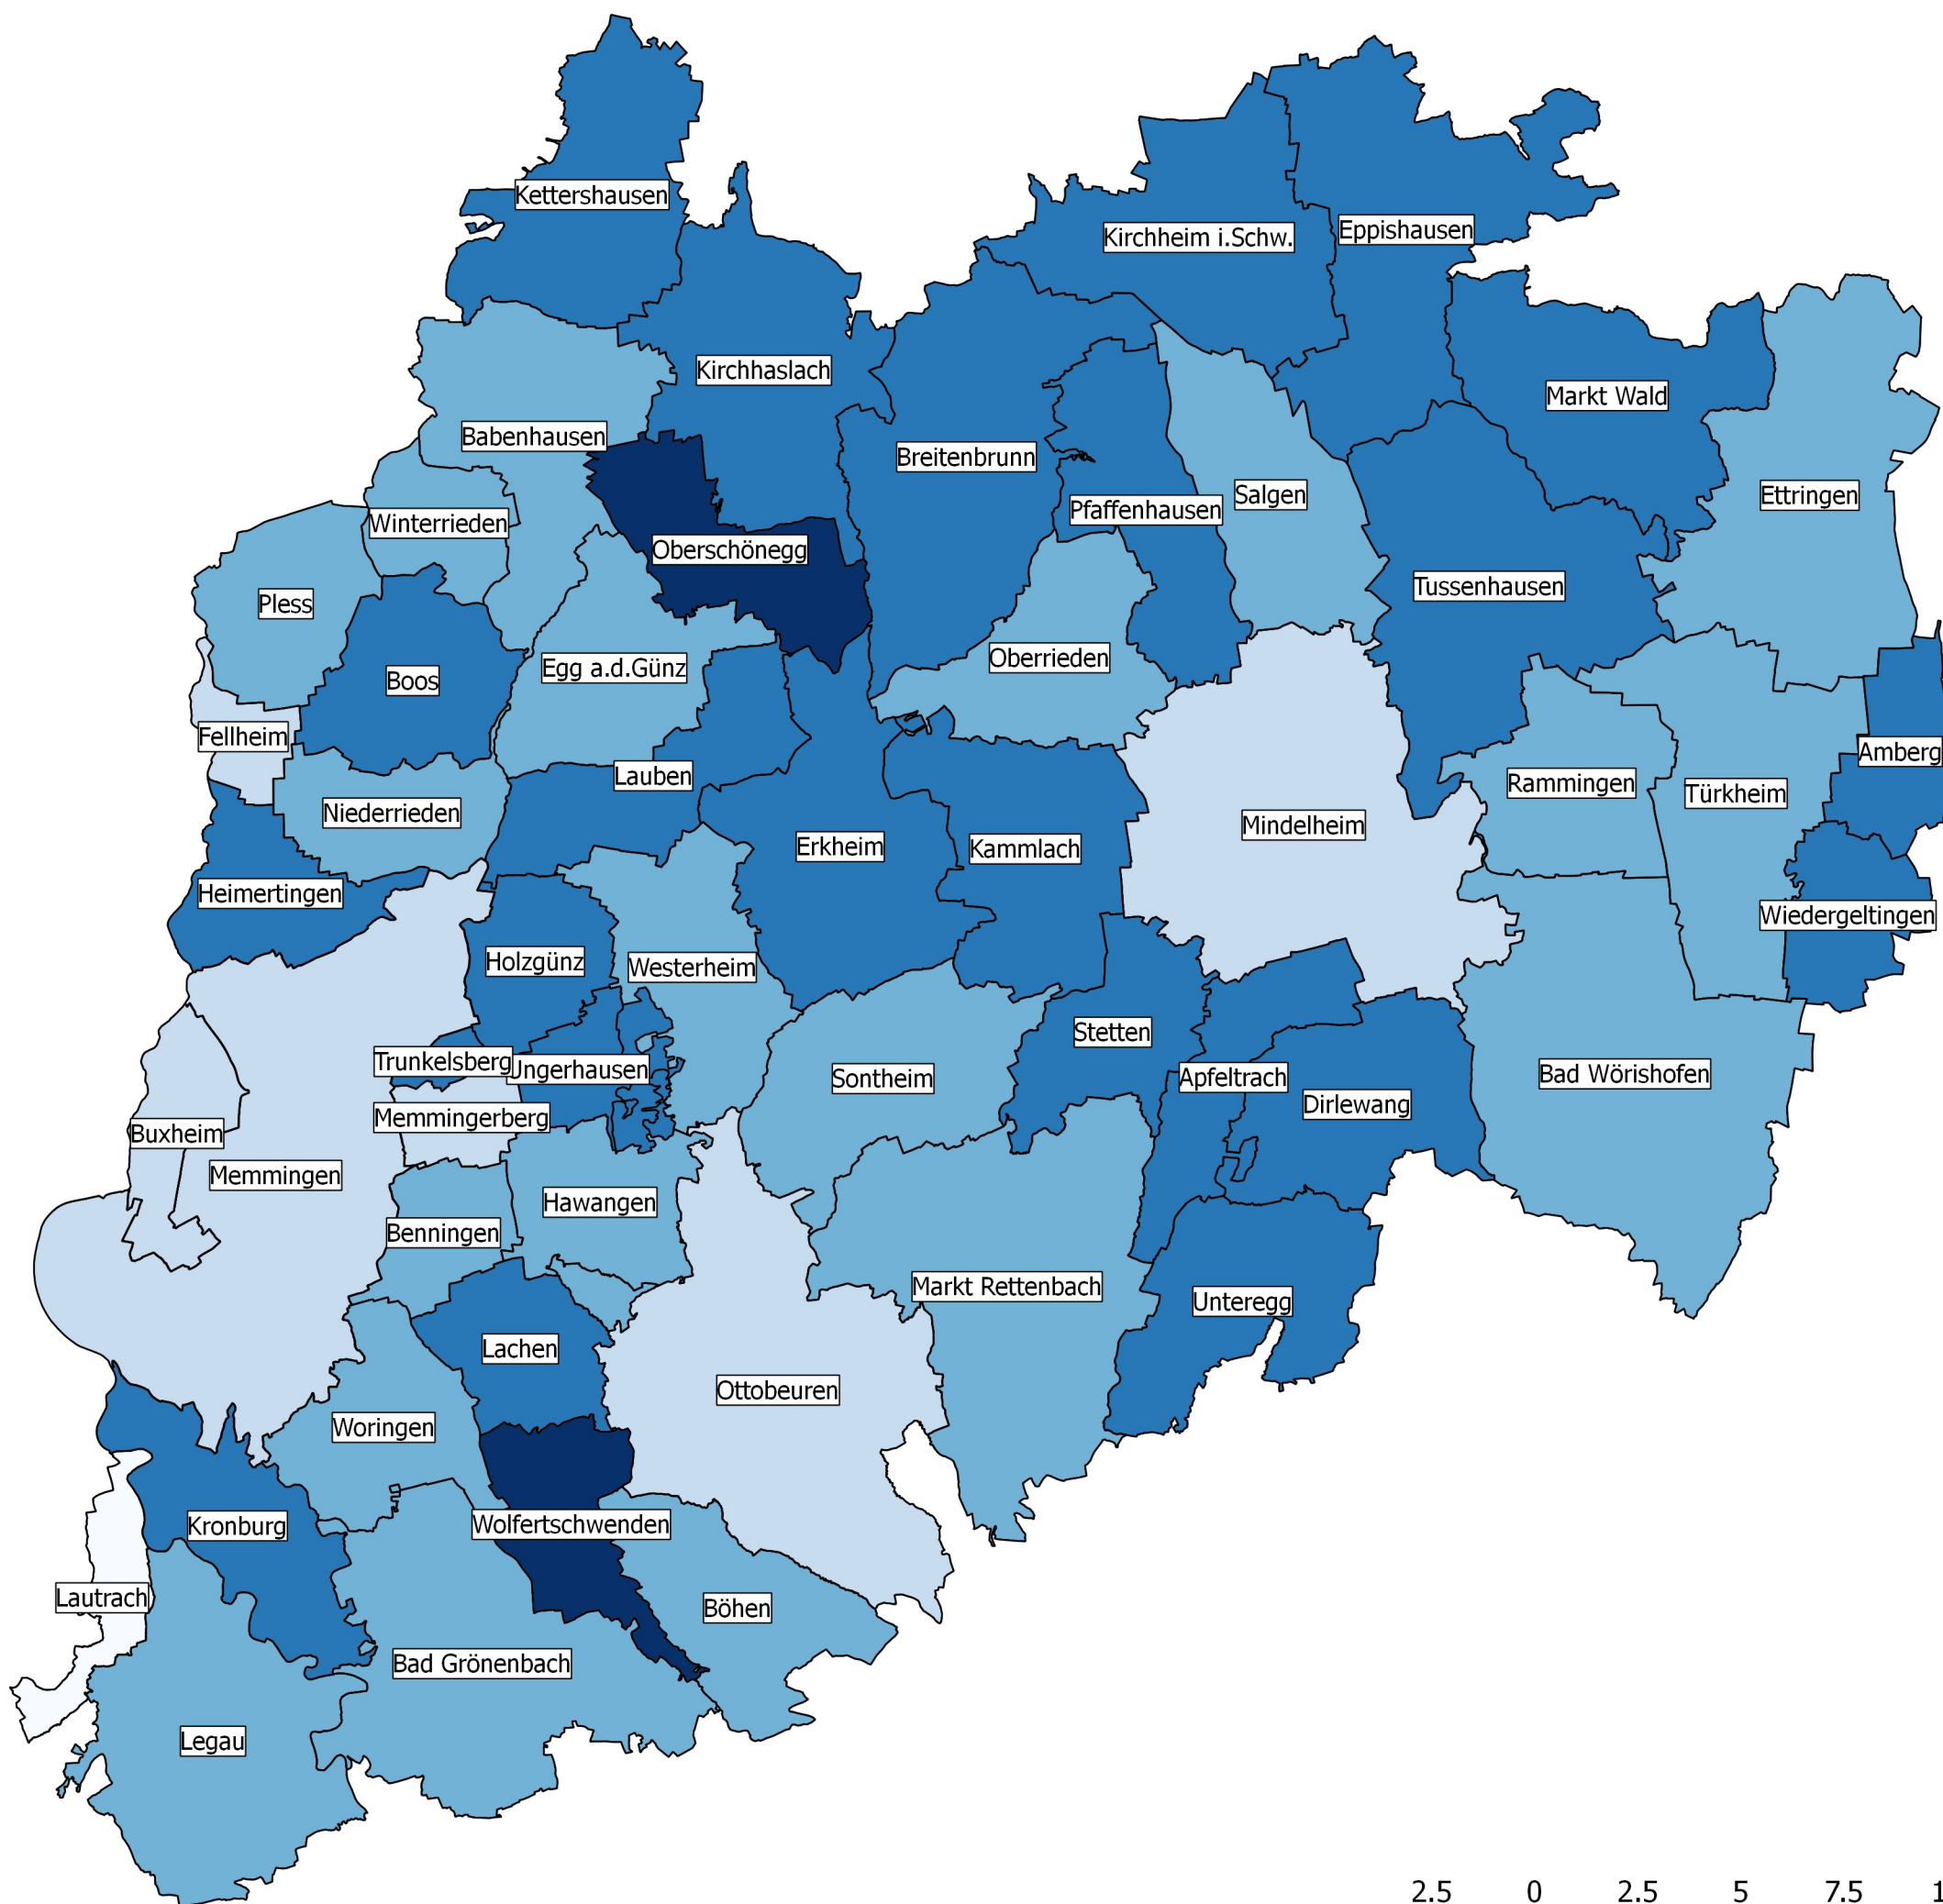 Kettershausen
Eppishausen
Kirchheim i.Schw.
Kirchhaslach
Markt Wald
Babenhausen
Breitenbrunn
Salgen
Ettringen
Pfaffenhausen
Winterrieden
Oberschönegg
Tussenhausen
Pless
Oberrieden
Egg a.d.Günz
Boos
Fellheim
Amberg
Lauben
Rammingen
Türkheim
Niederrieden
Mindelheim
Erkheim
Kammlach
Heimertingen
Wiedergeltingen
Holzgünz
Westerheim
Stetten
Trunkelsberg
Ungerhausen
Bad Wörishofen
Apfeltrach
Sontheim
Dirlewang
Memmingerberg
Buxheim
Memmingen
Hawangen
Benningen
Markt Rettenbach
Unteregg
Lachen
Ottobeuren
Woringen
Wolfertschwenden
Kronburg
Lautrach
Böhen
Bad Grönenbach
Legau
2.5 0 2.5 5 7.5 1